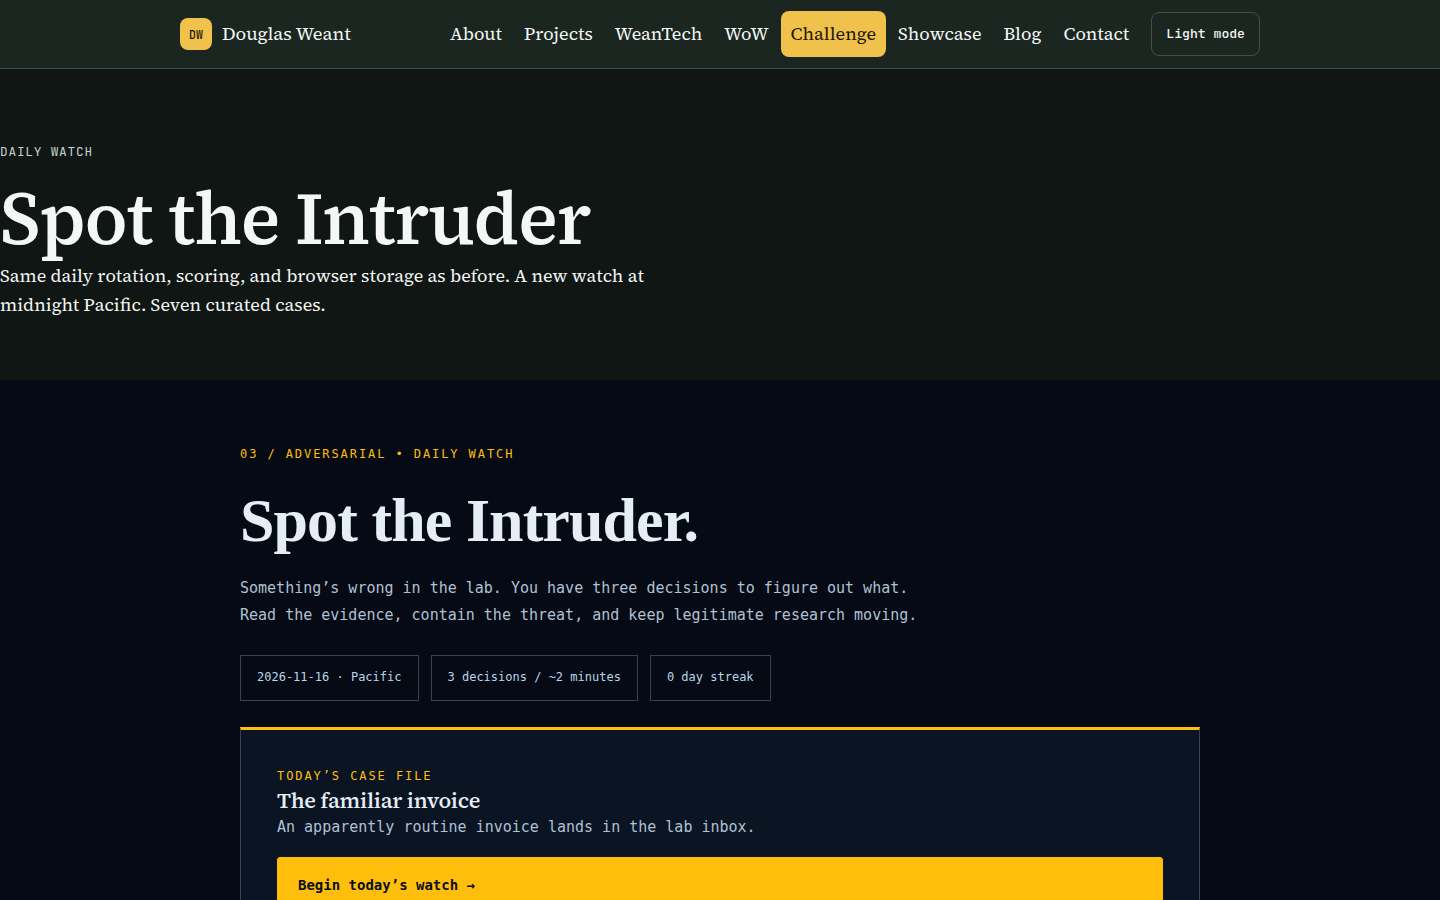 DW Douglas Weant About Projects WeanTech WoW Challenge Showcase Blog Contact Light mode
DAILY WATCH
Spot the Intruder
Same daily rotation, scoring, and browser storage as before. A new watch at
midnight Pacific. Seven curated cases.
03 / ADVERSARIAL • DAILY WATCH
Spot the Intruder.
Something’s wrong in the lab. You have three decisions to figure out what.
Read the evidence, contain the threat, and keep legitimate research moving.
2026-11-16 · Pacific 3 decisions / ~2 minutes 0 day streak
TODAY’S CASE FILE
The familiar invoice
An apparently routine invoice lands in the lab inbox.
Begin today’s watch →